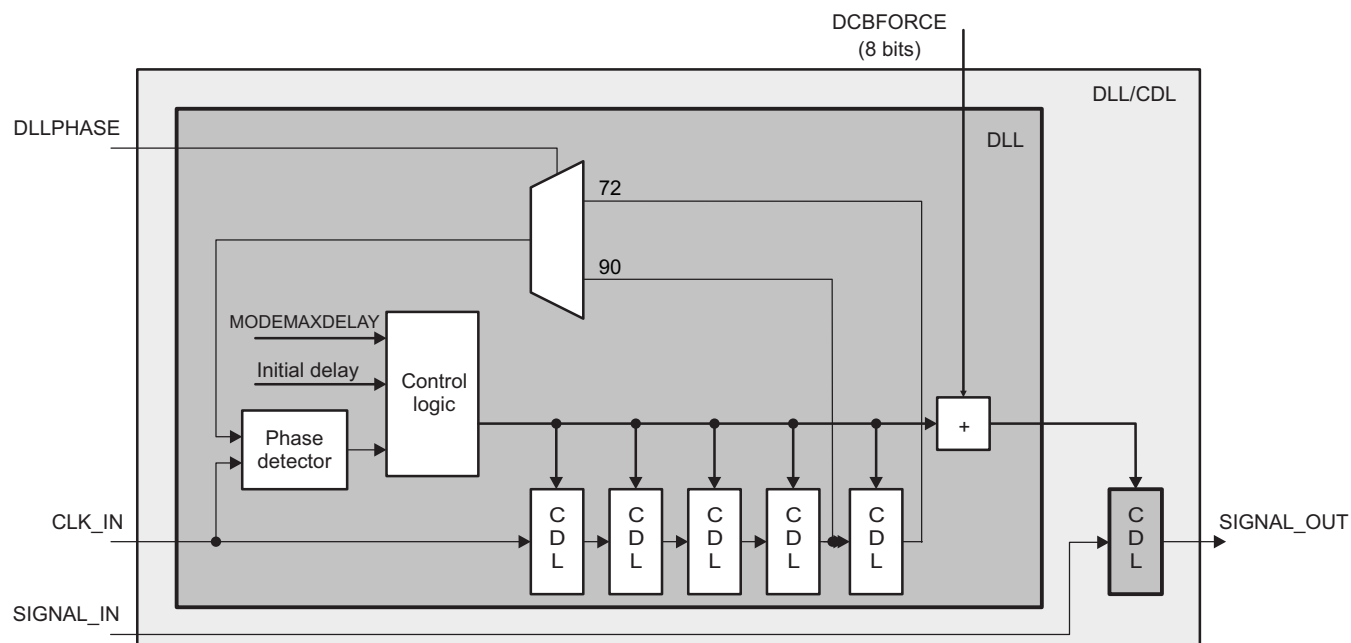 DCBFORCE
(8 bits)
DLL/CDL
DLLPHASE
DLL
72
90
MODEMAXDELAY
Initial delay
Control
logic
Phase
detector
+
CLK_IN
C
D
L
C
D
L
C
D
L
C
D
L
C
D
L
C
D
L
SIGNAL_OUT
SIGNAL_IN